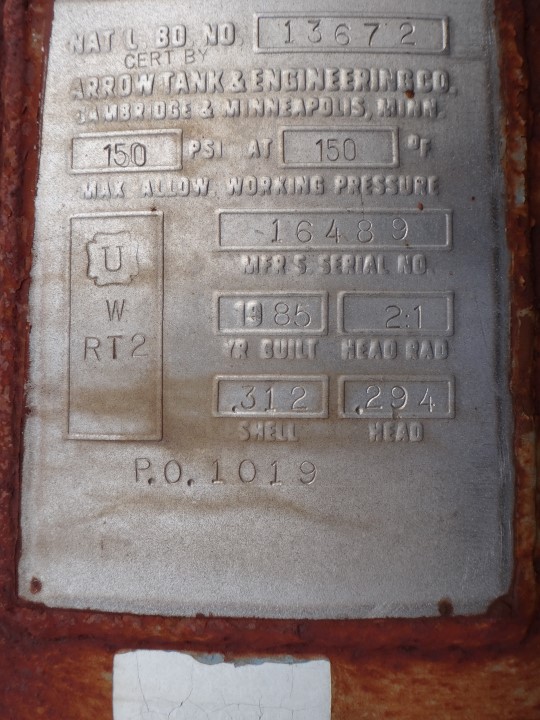 NAT'L. BD. NO. 13672
CERT BY
ARROW TANK & ENGINEERING CO.
CAMBRIDGE & MINNEAPOLIS, MINN.
150 PSI AT 150 °F
MAX. ALLOW. WORKING PRESSURE
U
W
RT2
16489
MFR'S. SERIAL NO.
1985 2:1
YR BUILT HEAD RAD
.312 .294
SHELL HEAD
P.O. 1019